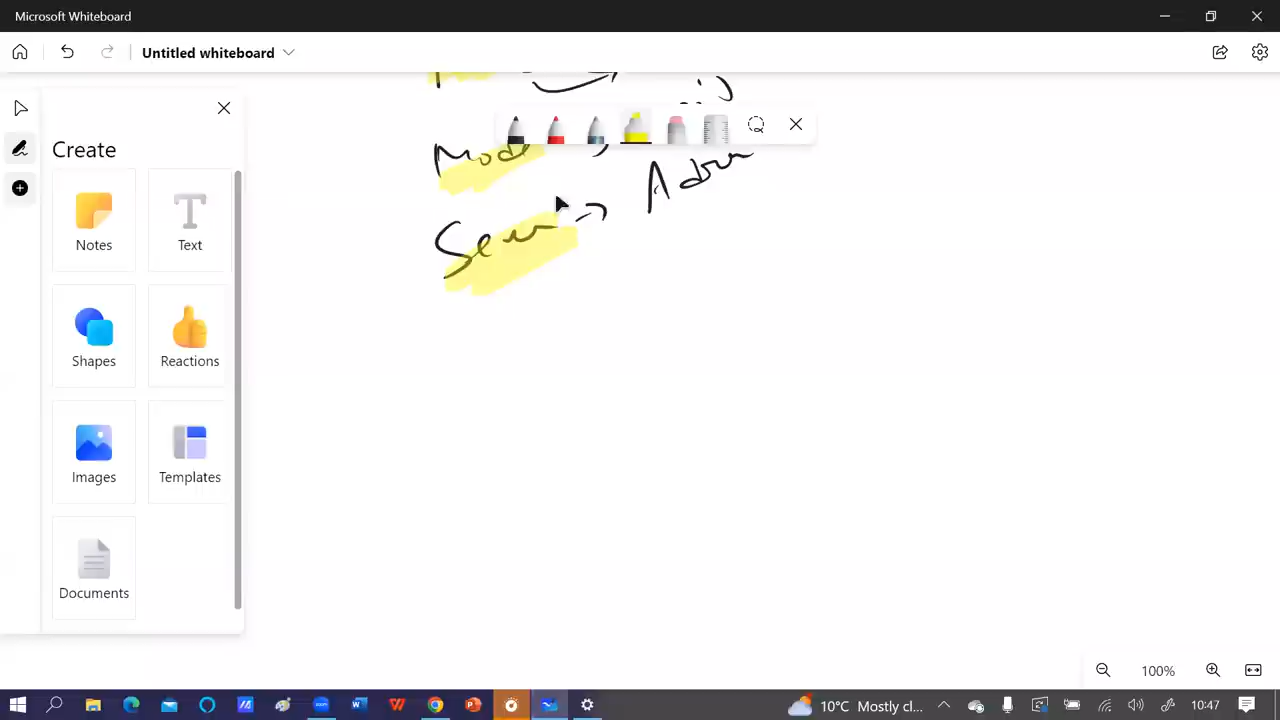 Microsoft Whiteboard
Untitled whiteboard
Create
Notes
Text
Shapes
Reactions
Images
Templates
Documents
100%
10°C Mostly cl...
10:47